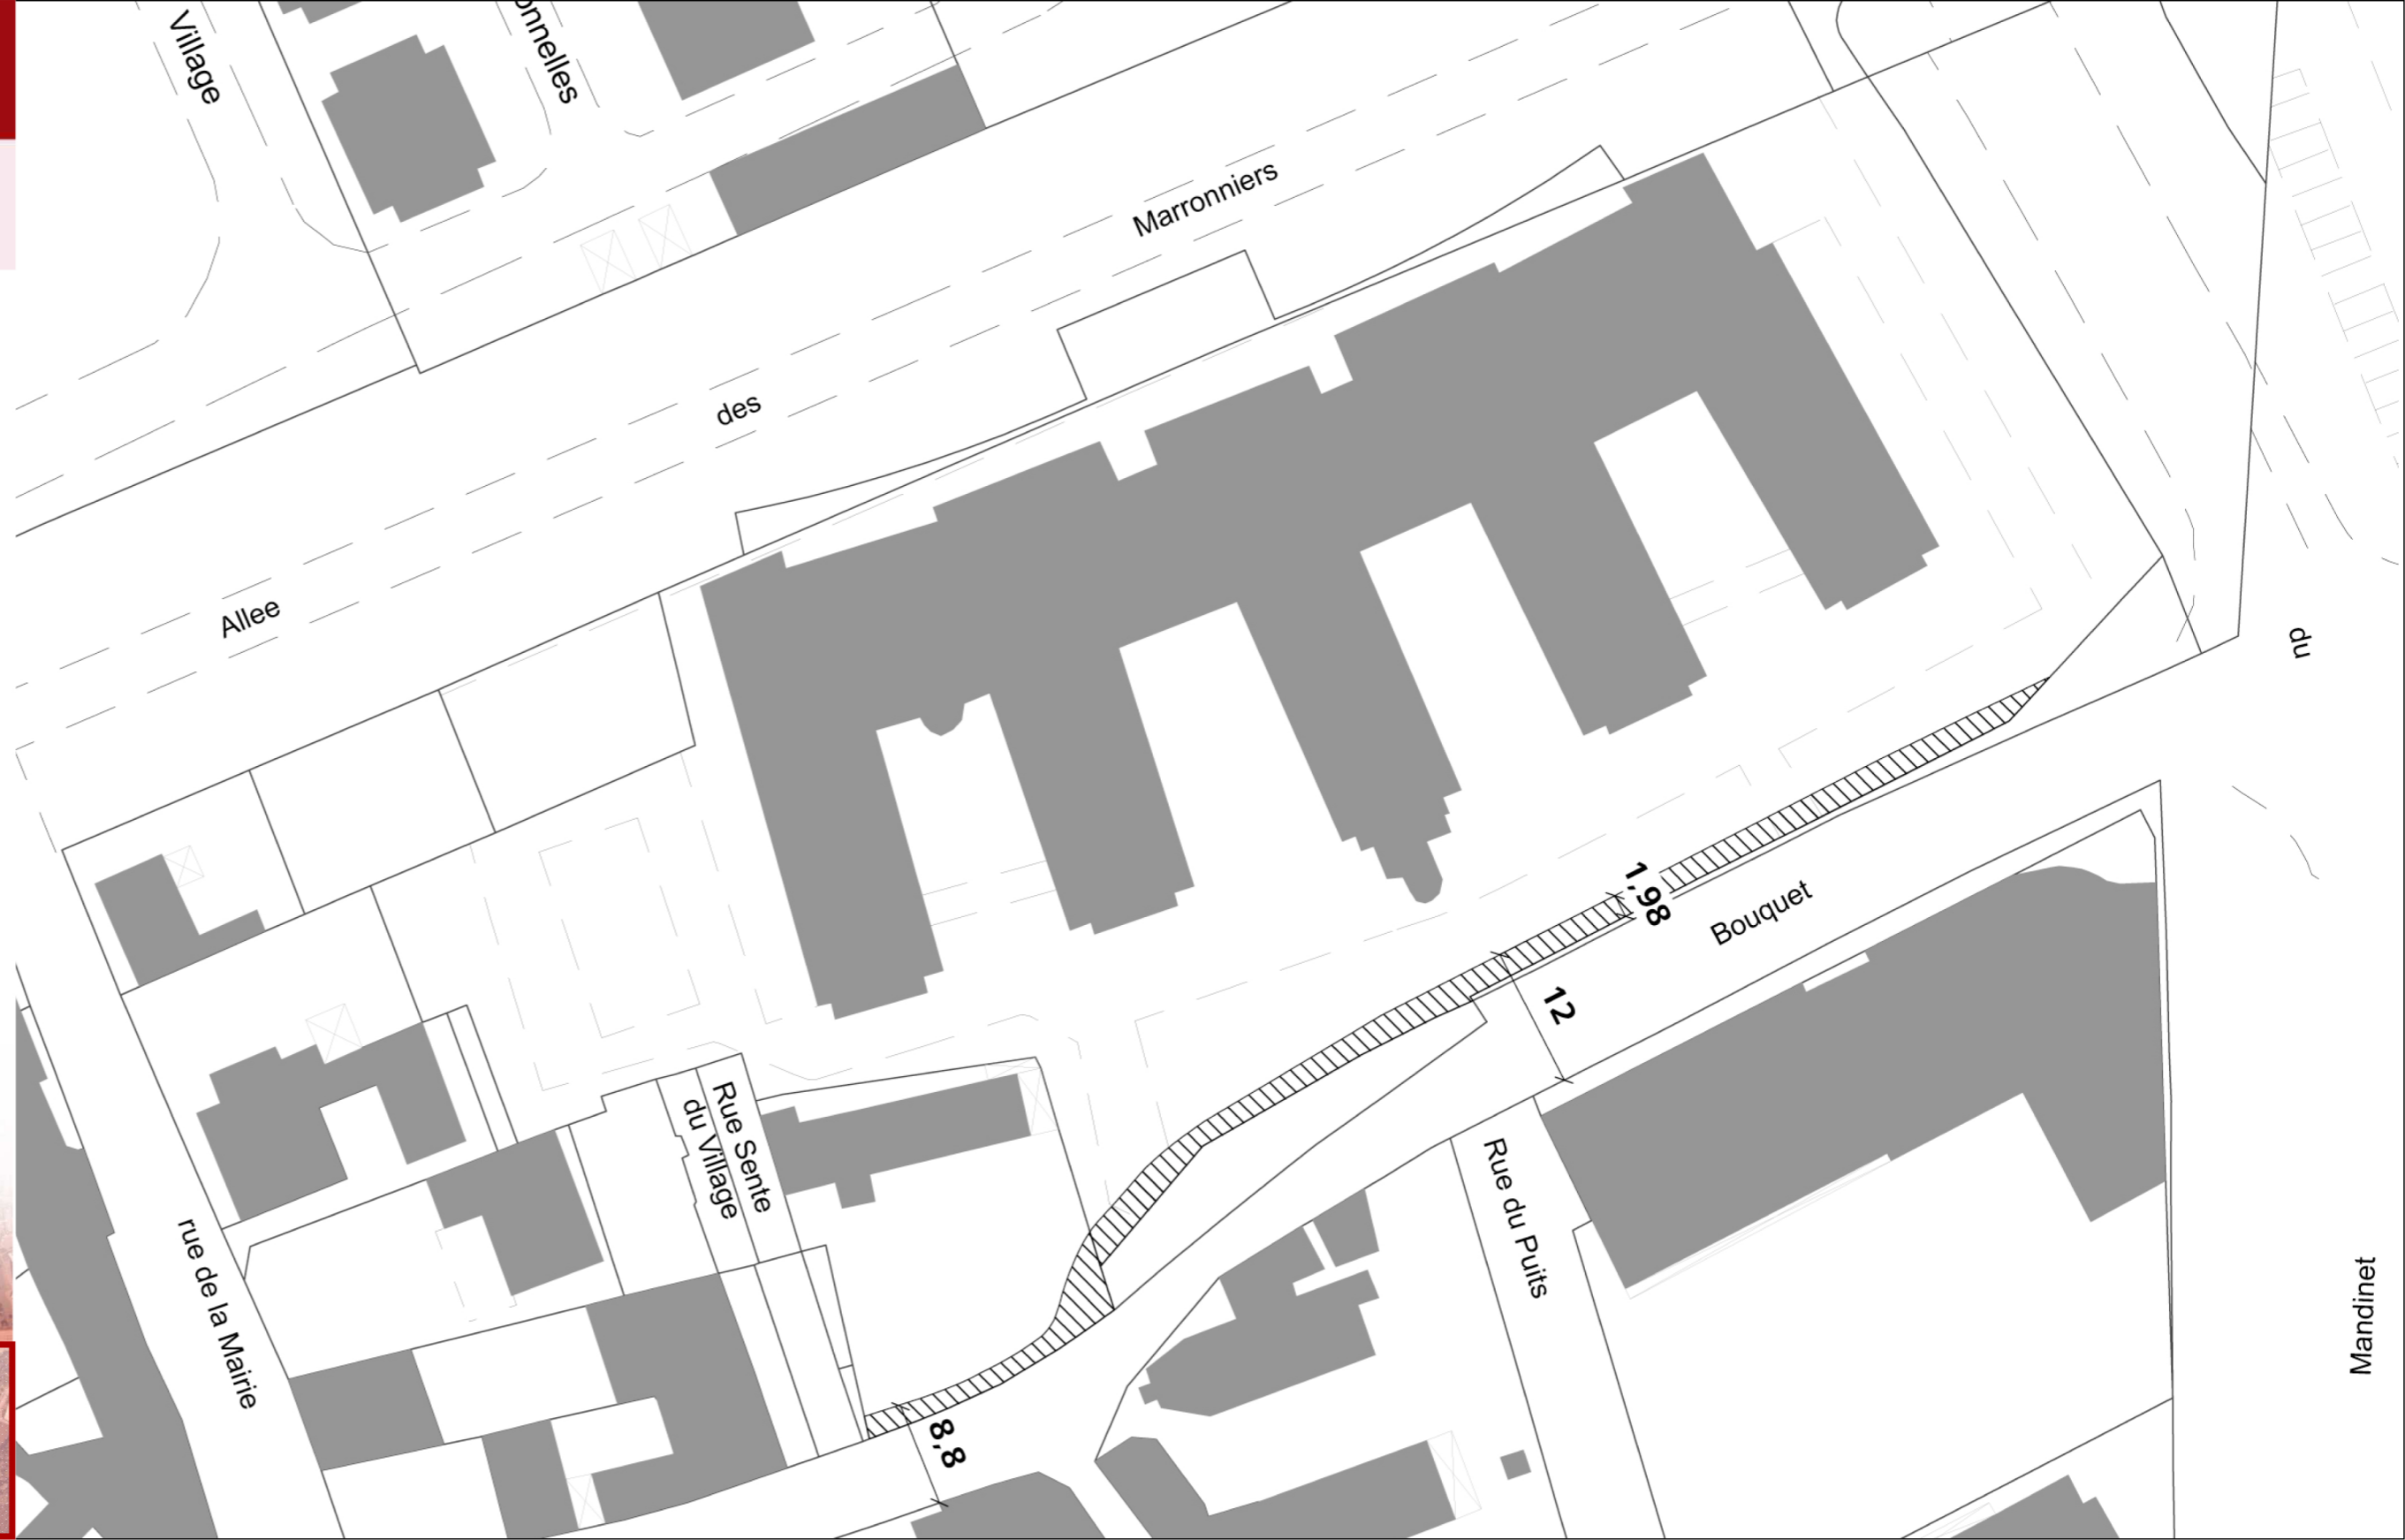 Village
onnelles
Marronniers
des
Allee
du
1,98
Bouquet
12
Rue Sente
du Village
Rue du Puits
rue de la Mairie
Mandinet
8,8